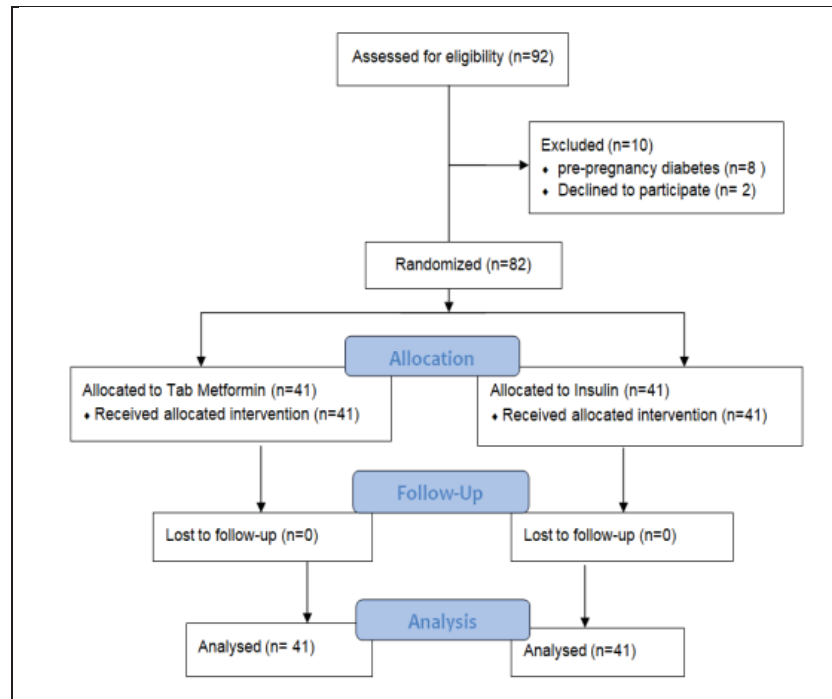 Assessed for eligibility (n=92)
Excluded (n=10)
♦ pre-pregnancy diabetes (n=8 )
♦ Declined to participate (n= 2)
Randomized (n=82)
Allocation
Allocated to Tab Metformin (n=41)
♦ Received allocated intervention (n=41)
Allocated to Insulin (n=41)
♦ Received allocated intervention (n=41)
Follow-Up
Lost to follow-up (n=0)
Lost to follow-up (n=0)
Analysis
Analysed (n= 41)
Analysed (n=41)